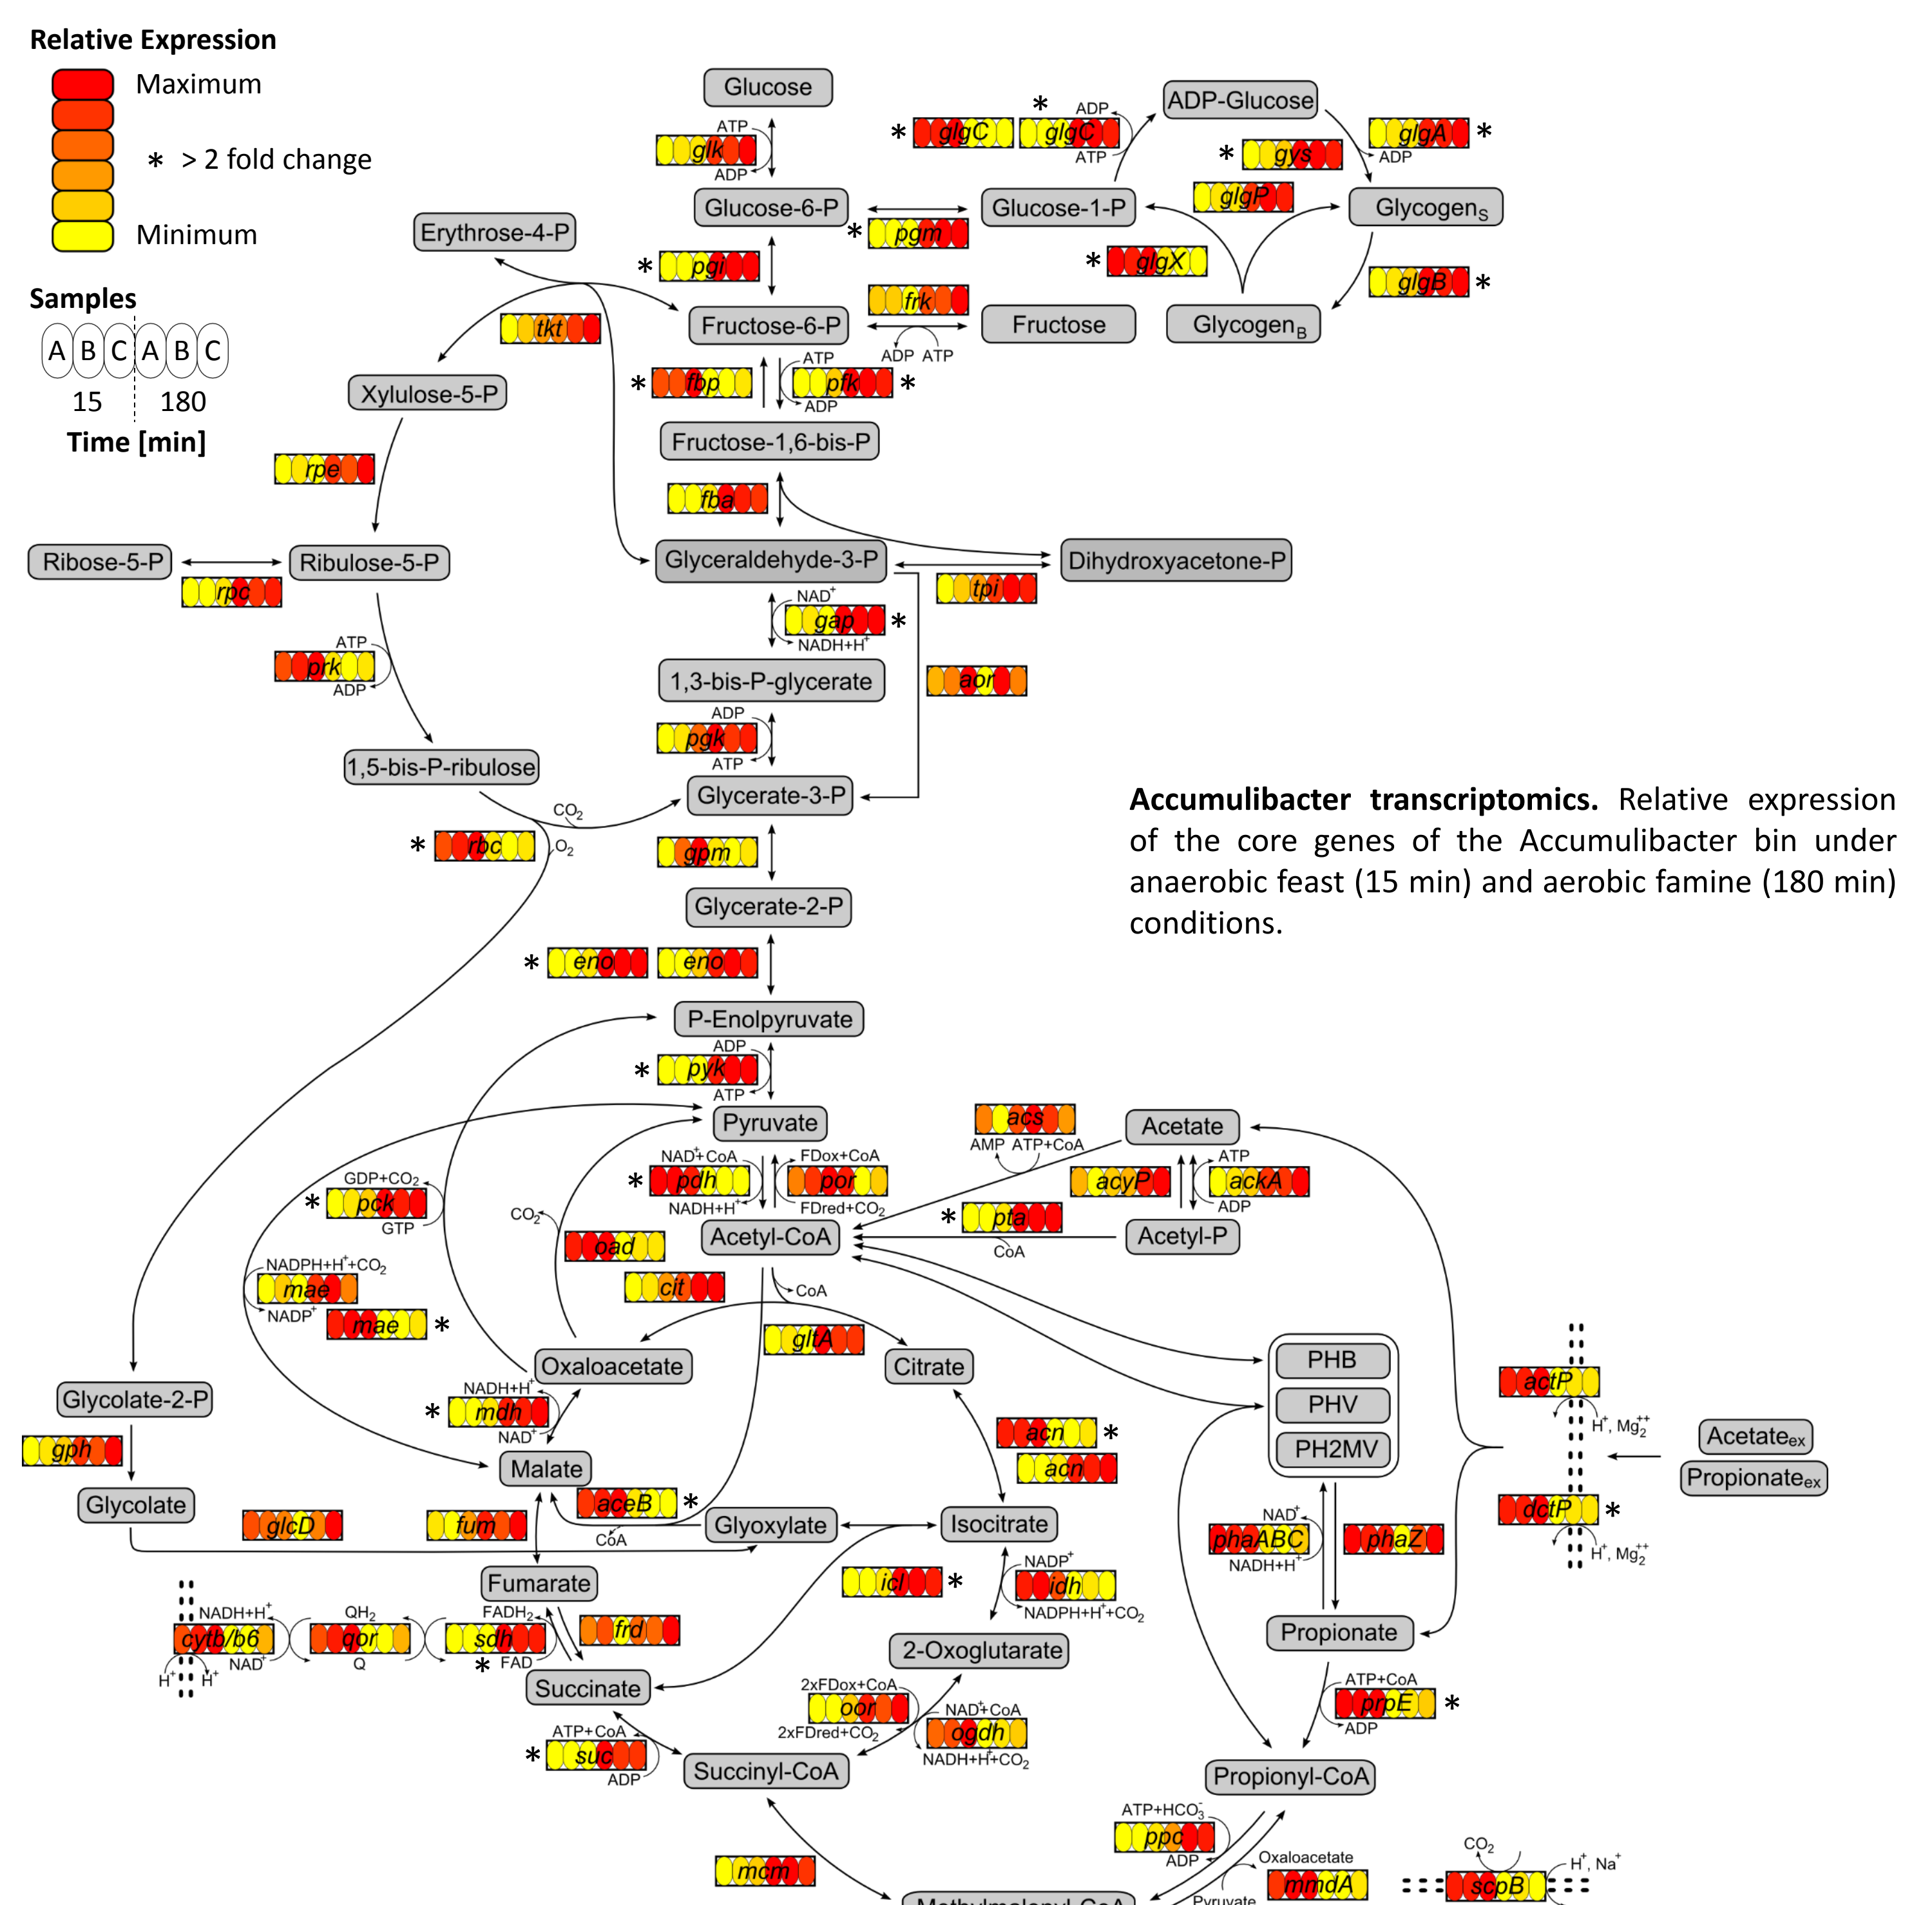 Relative Expression
Maximum
* > 2 fold change
Minimum
Samples
A B C A B C
15 180
Time [min]
Glucose
ATP
glk
ADP
* glgC
* glgC
ADP
ATP
ADP-Glucose
glgA *
ADP
* gys
glgP
Glucose-6-P
Glucose-1-P
GlycogenS
* pgm
Erythrose-4-P
* pgi
* glgX
glgB *
frk
tkt
Fructose-6-P
Fructose
GlycogenB
ADP ATP
* fbp
ATP
pfk *
ADP
Xylulose-5-P
Fructose-1,6-bis-P
rpe
fba
Ribose-5-P
Ribulose-5-P
Glyceraldehyde-3-P
Dihydroxyacetone-P
rpc
tpi
NAD+
gap *
NADH+H+
ATP
prk
ADP
1,3-bis-P-glycerate
aor
ADP
pgk
ATP
1,5-bis-P-ribulose
Glycerate-3-P
CO2
* rbc
O2
gpm
Accumulibacter transcriptomics. Relative expression
of the core genes of the Accumulibacter bin under
anaerobic feast (15 min) and aerobic famine (180 min)
conditions.
Glycerate-2-P
* eno
eno
P-Enolpyruvate
ADP
* pyk
ATP
Pyruvate
acs
AMP ATP+CoA
Acetate
NAD++CoA
* pdh
NADH+H+
FDox+CoA
por
FDred+CO2
acyP
ATP
ackA
ADP
GDP+CO2
* pck
GTP
CO2
oad
Acetyl-CoA
* pta
CoA
Acetyl-P
NADPH+H++CO2
mae
NADP+
mae *
cit
CoA
gltA
Oxaloacetate
Citrate
PHB
PHV
PH2MV
actP
H+, Mg2++
Glycolate-2-P
NADH+H+
* mdh
NAD+
acn *
acn
Acetateex
Propionateex
gph
Malate
Glycolate
aceB *
CoA
Glyoxylate
Isocitrate
dctP *
H+, Mg2++
glcD
fum
NAD+
phaABC
NADH+H+
phaZ
Fumarate
icl *
NADP+
idh
NADPH+H++CO2
NADH+H+
cytb/b6
NAD+
H+ H+
QH2
qor
Q
FADH2
sdh
* FAD
frd
2-Oxoglutarate
Propionate
Succinate
2xFDox+CoA
oor
2xFDred+CO2
NAD++CoA
ogdh
NADH+H++CO2
ATP+CoA
prpE *
ADP
ATP+CoA
* suc
ADP
Succinyl-CoA
Propionyl-CoA
ATP+HCO3-
ppc
ADP
mcm
Oxaloacetate
mmdA
Pyruvate
CO2
scpB
H+, Na+
Methylmalonyl-CoA